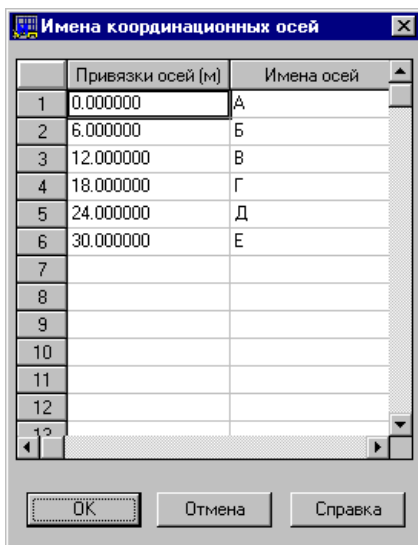 Имена координационных осей
Привязки осей (м) Имена осей
1 0.000000 А
2 6.000000 Б
3 12.000000 В
4 18.000000 Г
5 24.000000 Д
6 30.000000 Е
7
8
9
10
11
12
13
OK Отмена Справка